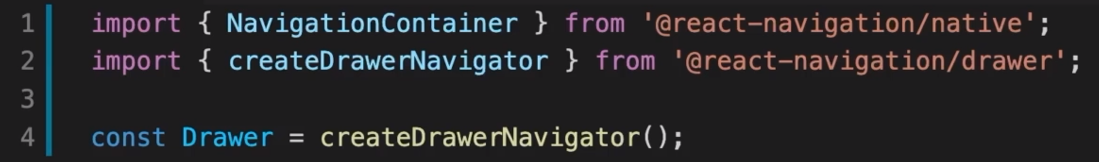 1 import { NavigationContainer } from '@react-navigation/native';
2 import { createDrawerNavigator } from '@react-navigation/drawer';
3
4 const Drawer = createDrawerNavigator();